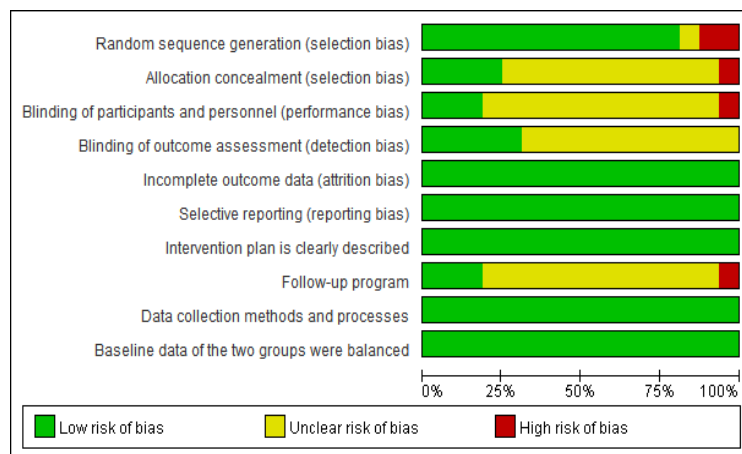 Random sequence generation (selection bias)
Allocation concealment (selection bias)
Blinding of participants and personnel (performance bias)
Blinding of outcome assessment (detection bias)
Incomplete outcome data (attrition bias)
Selective reporting (reporting bias)
Intervention plan is clearly described
Follow-up program
Data collection methods and processes
Baseline data of the two groups were balanced
0% 25% 50% 75% 100%
Low risk of bias Unclear risk of bias High risk of bias